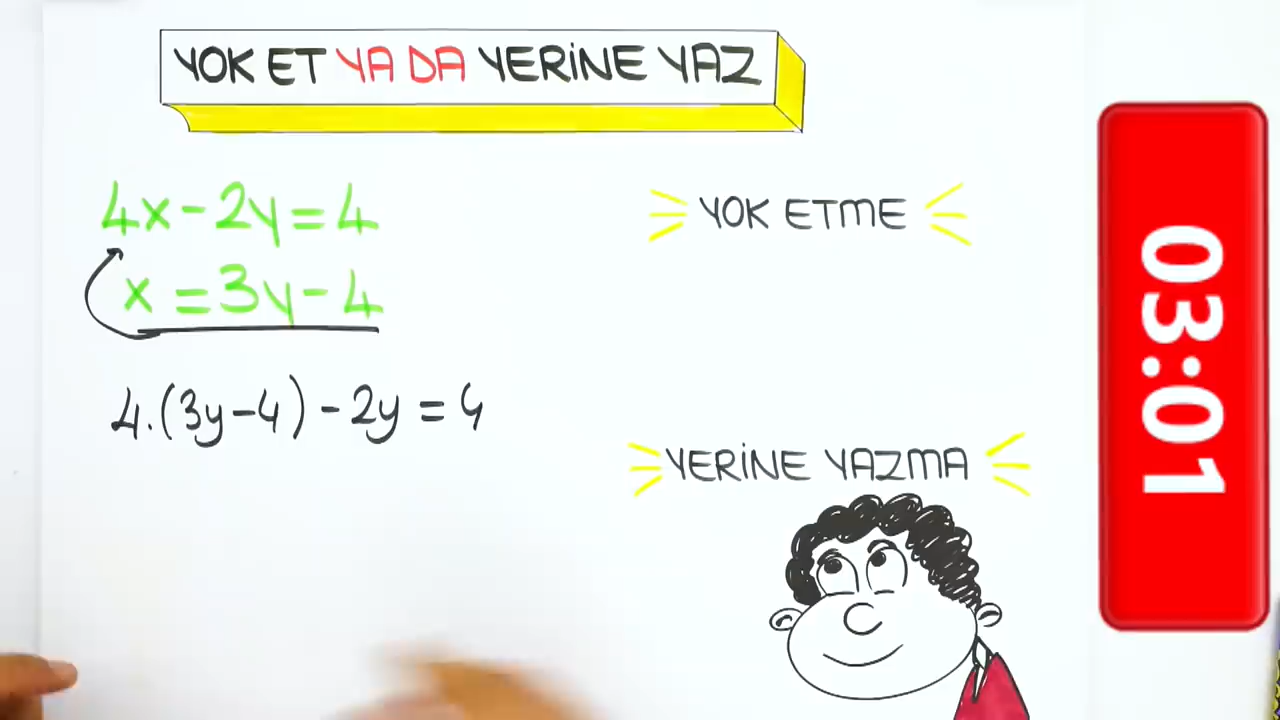 YOK ET YA DA YERİNE YAZ
4x-2y=4
x=3y-4
4.(3y-4)-2y=4
YOK ETME
YERİNE YAZMA
03:01